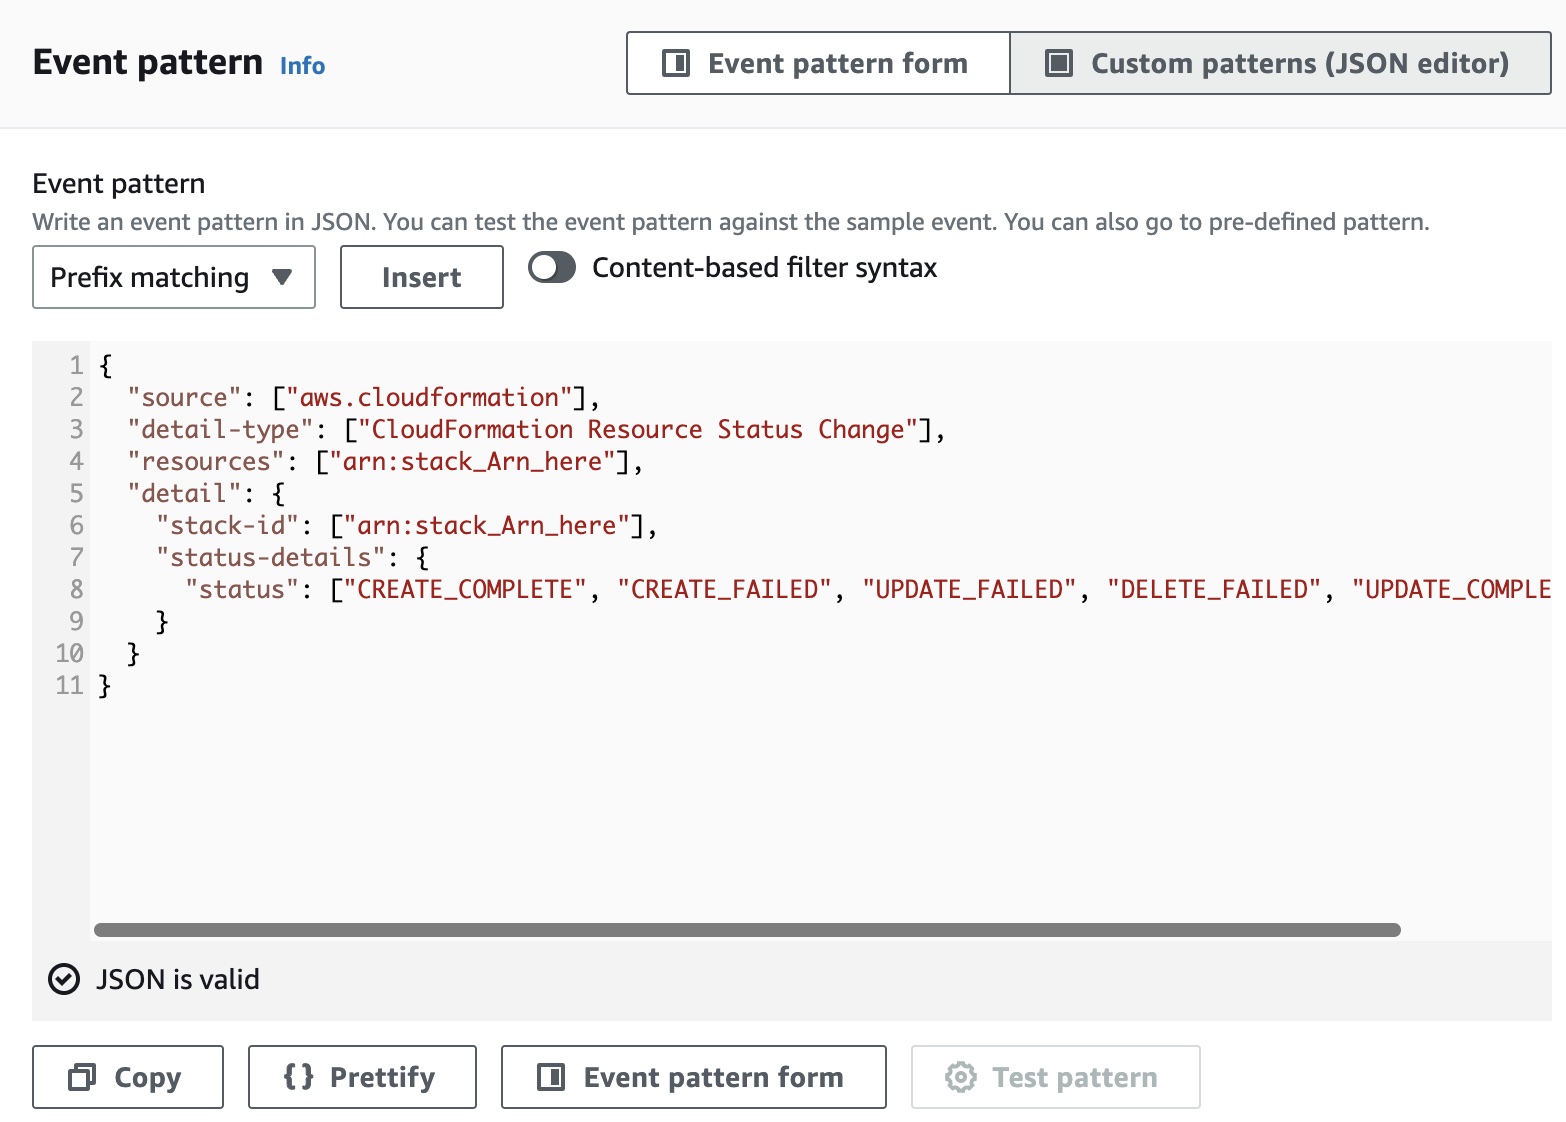 Event pattern Info
Event pattern form
Custom patterns (JSON editor)
Event pattern
Write an event pattern in JSON. You can test the event pattern against the sample event. You can also go to pre-defined pattern.
Prefix matching
Insert
Content-based filter syntax
1 {
2   "source": ["aws.cloudformation"],
3   "detail-type": ["CloudFormation Resource Status Change"],
4   "resources": ["arn:stack_Arn_here"],
5   "detail": {
6     "stack-id": ["arn:stack_Arn_here"],
7     "status-details": {
8       "status": ["CREATE_COMPLETE", "CREATE_FAILED", "UPDATE_FAILED", "DELETE_FAILED", "UPDATE_COMPLE
9     }
10   }
11 }
JSON is valid
Copy
{} Prettify
Event pattern form
Test pattern